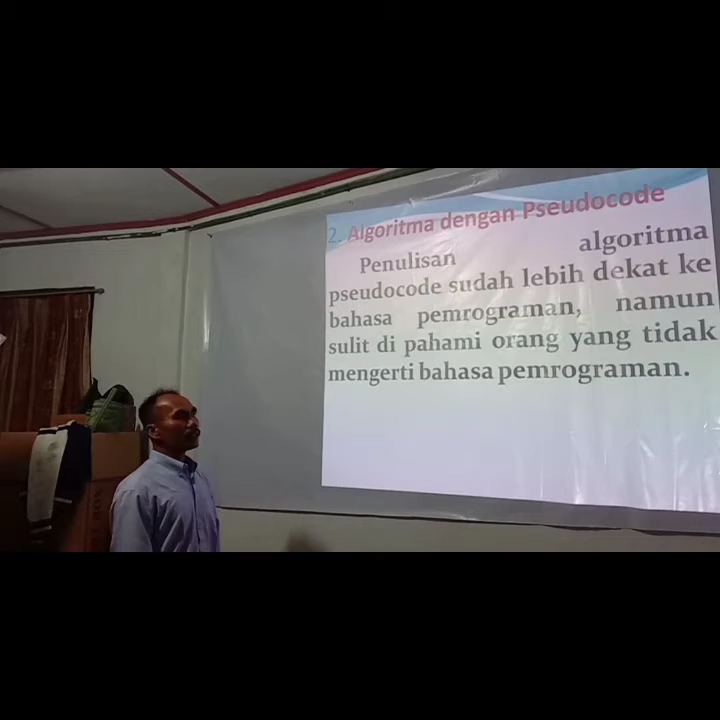 2. Algoritma dengan Pseudocode
Penulisan algoritma
pseudocode sudah lebih dekat ke
bahasa pemrograman, namun
sulit di pahami orang yang tidak
mengerti bahasa pemrograman.